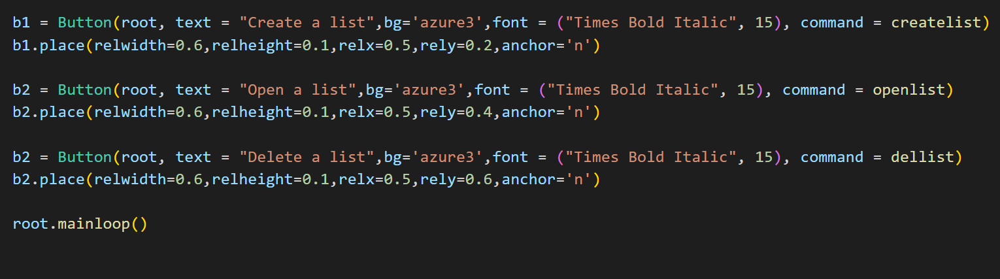 b1 = Button(root, text = "Create a list",bg='azure3',font = ("Times Bold Italic", 15), command = createlist)
b1.place(relwidth=0.6,relheight=0.1,relx=0.5,rely=0.2,anchor='n')
b2 = Button(root, text = "Open a list",bg='azure3',font = ("Times Bold Italic", 15), command = openlist)
b2.place(relwidth=0.6,relheight=0.1,relx=0.5,rely=0.4,anchor='n')
b2 = Button(root, text = "Delete a list",bg='azure3',font = ("Times Bold Italic", 15), command = dellist)
b2.place(relwidth=0.6,relheight=0.1,relx=0.5,rely=0.6,anchor='n')
root.mainloop()